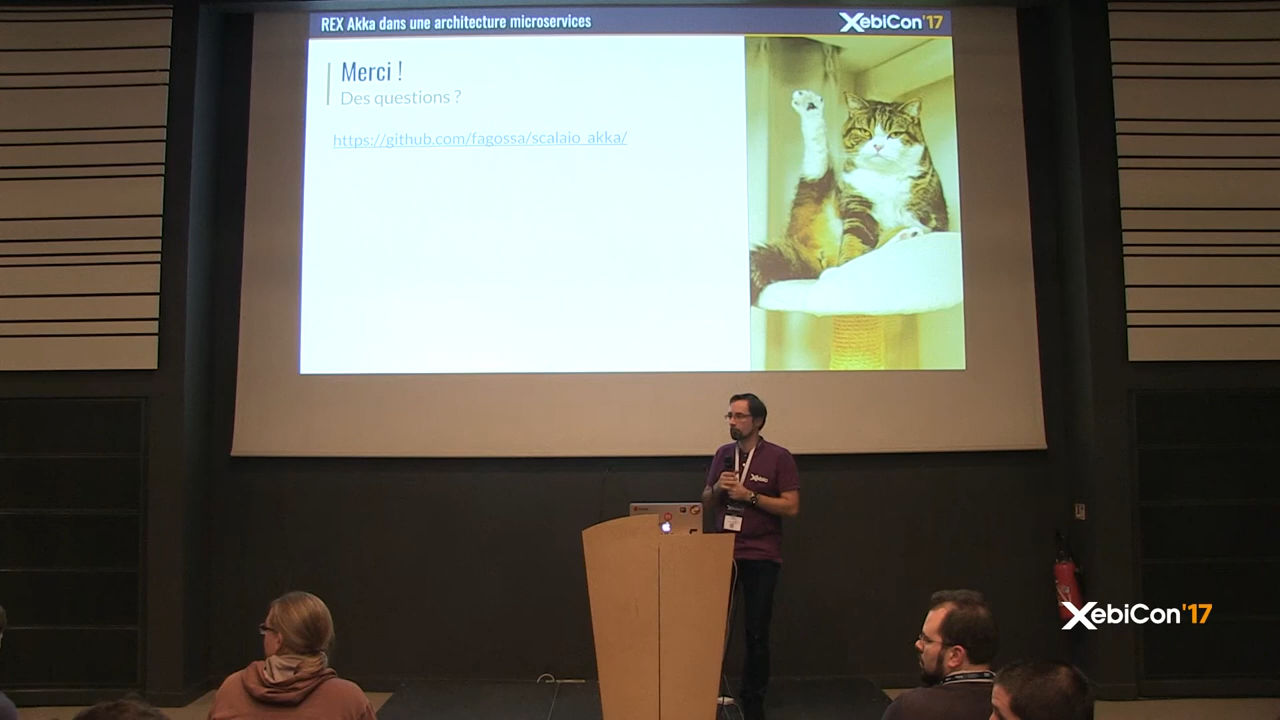 REX Akka dans une architecture microservices
XebiCon'17
Merci !
Des questions ?
https://github.com/fagossa/scalaio_akka/
XebiCon'17